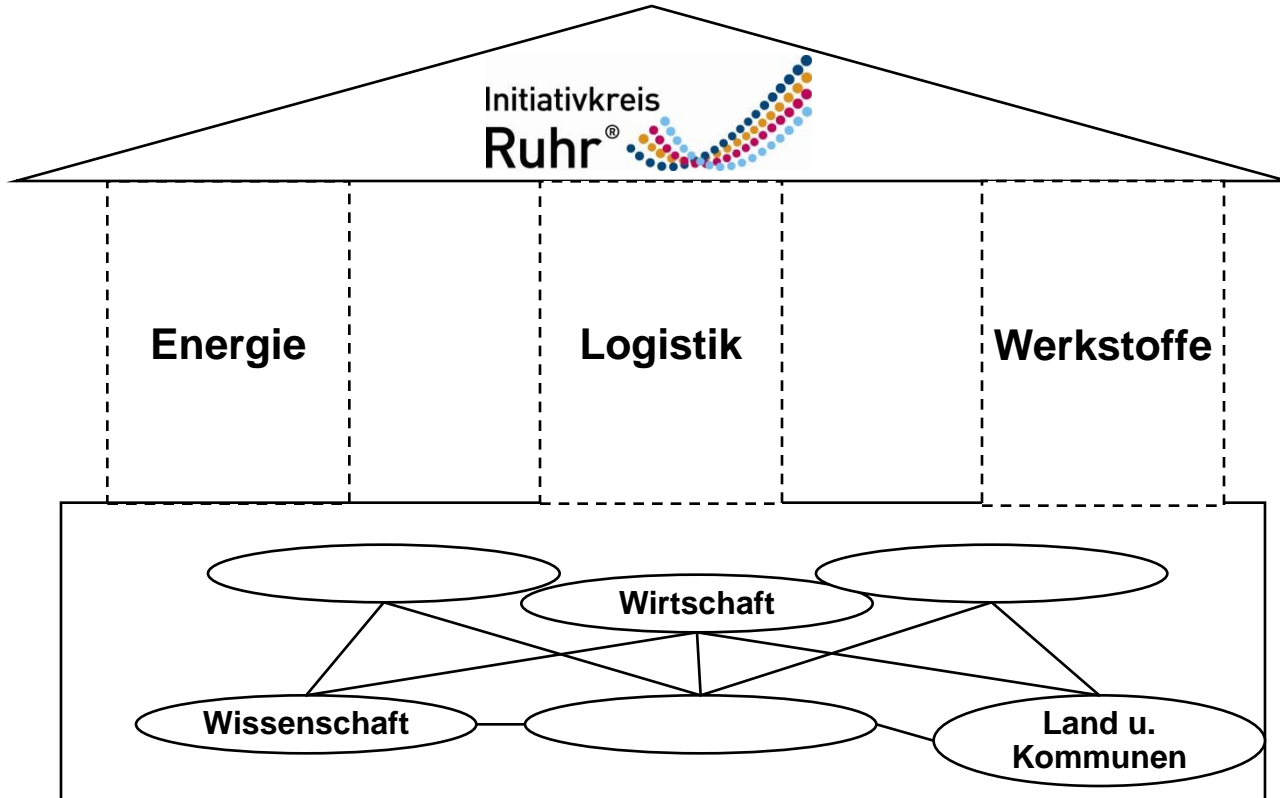 Initiativkreis
Ruhr®
Energie
Logistik
Werkstoffe
Wirtschaft
Wissenschaft
Land u.
Kommunen